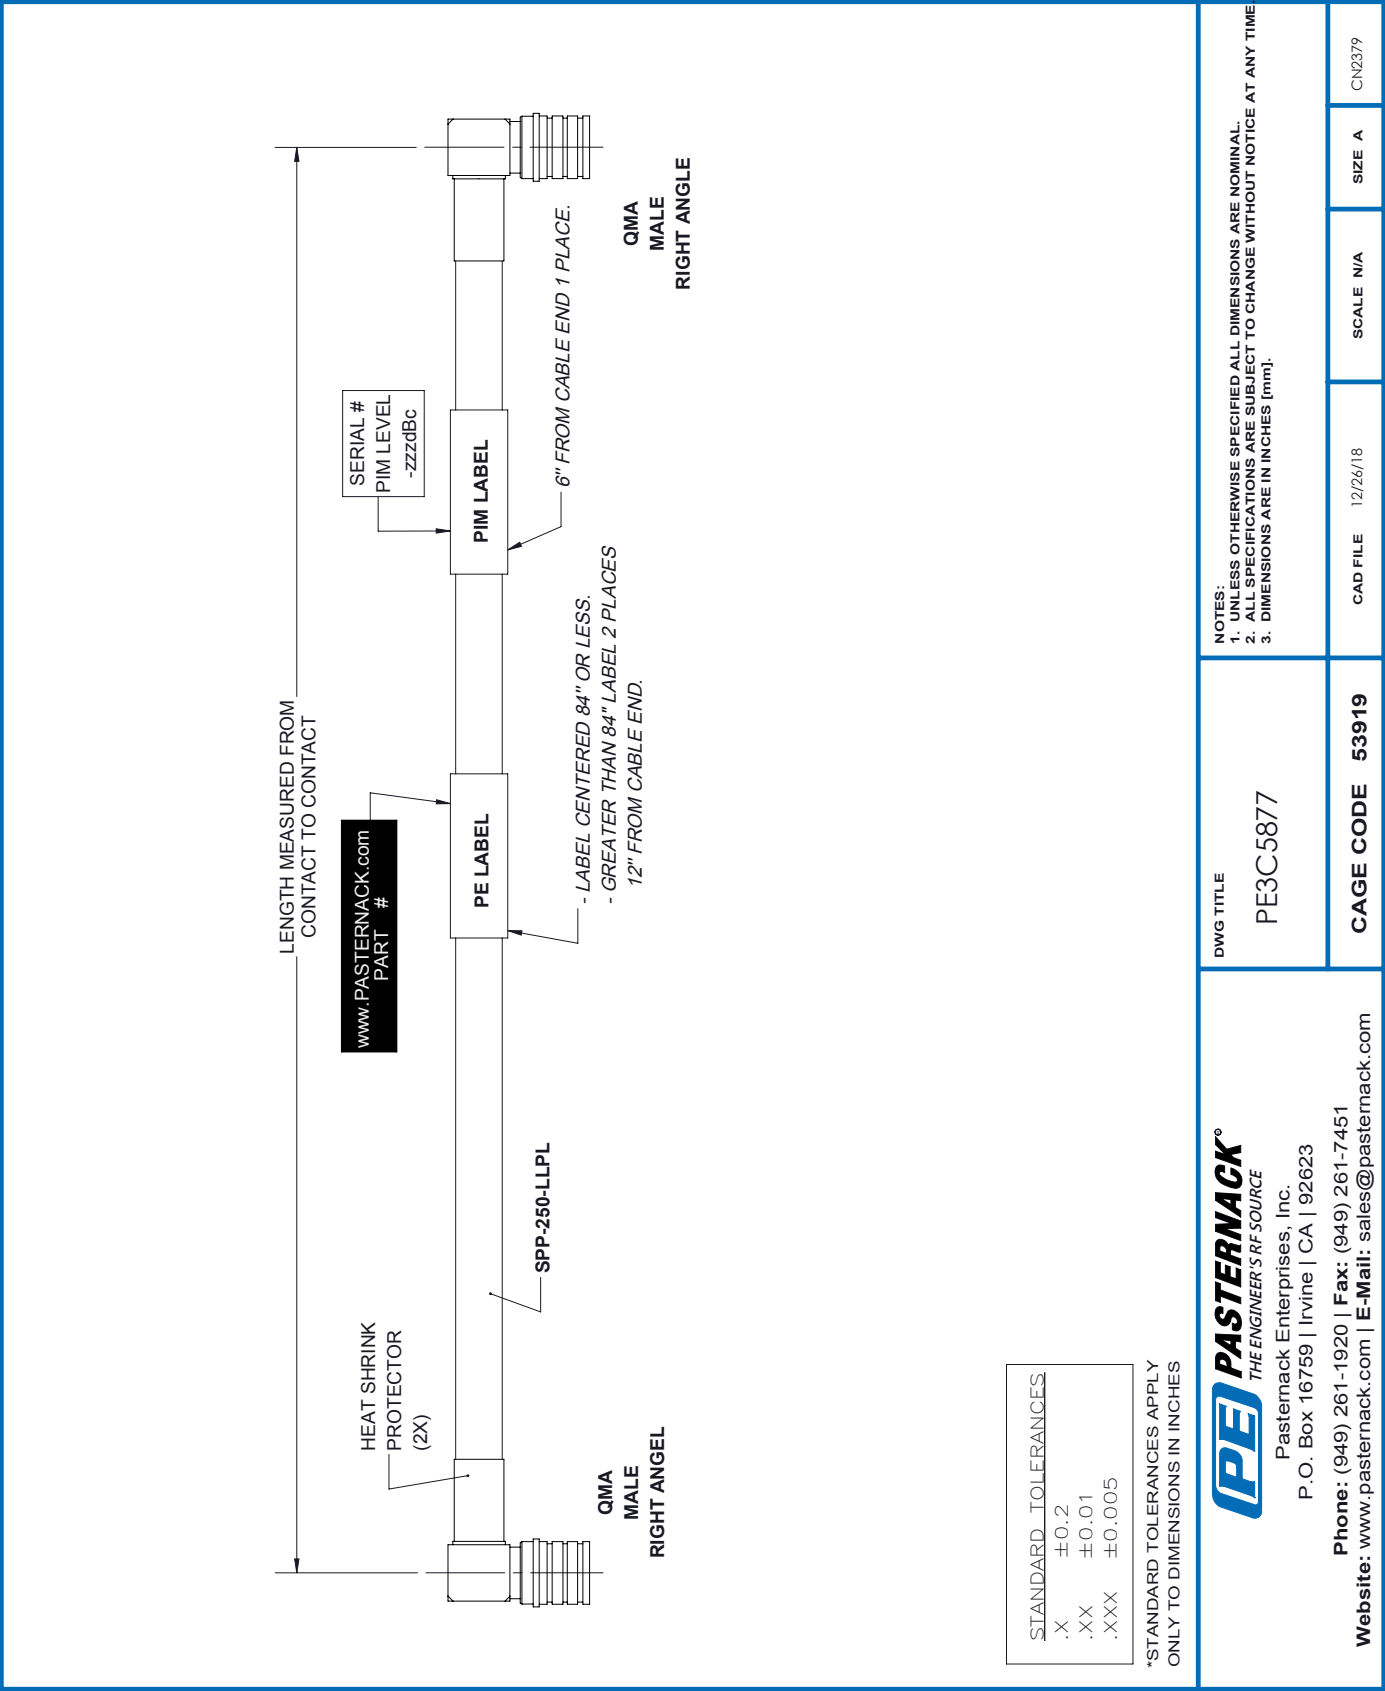 LENGTH MEASURED FROM
CONTACT TO CONTACT
HEAT SHRINK
PROTECTOR
(2X)
www.PASTERNACK.com
PART #
SERIAL #
PIM LEVEL
-zzzdBc
PE LABEL
PIM LABEL
SPP-250-LLPL
- LABEL CENTERED 84" OR LESS.
- GREATER THAN 84" LABEL 2 PLACES
12" FROM CABLE END.
6" FROM CABLE END 1 PLACE.
QMA
MALE
RIGHT ANGEL
QMA
MALE
RIGHT ANGLE
STANDARD TOLERANCES
.X ±0.2
.XX ±0.01
.XXX ±0.005
*STANDARD TOLERANCES APPLY
ONLY TO DIMENSIONS IN INCHES
PE PASTERNACK®
THE ENGINEER'S RF SOURCE
Pasternack Enterprises, Inc.
P.O. Box 16759 | Irvine | CA | 92623
Phone: (949) 261-1920 | Fax: (949) 261-7451
Website: www.pasternack.com | E-Mail: sales@pasternack.com
DWG TITLE
PE3C5877
CAGE CODE 53919
NOTES:
1. UNLESS OTHERWISE SPECIFIED ALL DIMENSIONS ARE NOMINAL.
2. ALL SPECIFICATIONS ARE SUBJECT TO CHANGE WITHOUT NOTICE AT ANY TIME.
3. DIMENSIONS ARE IN INCHES [mm].
CAD FILE 12/26/18
SCALE N/A
SIZE A
CN2379